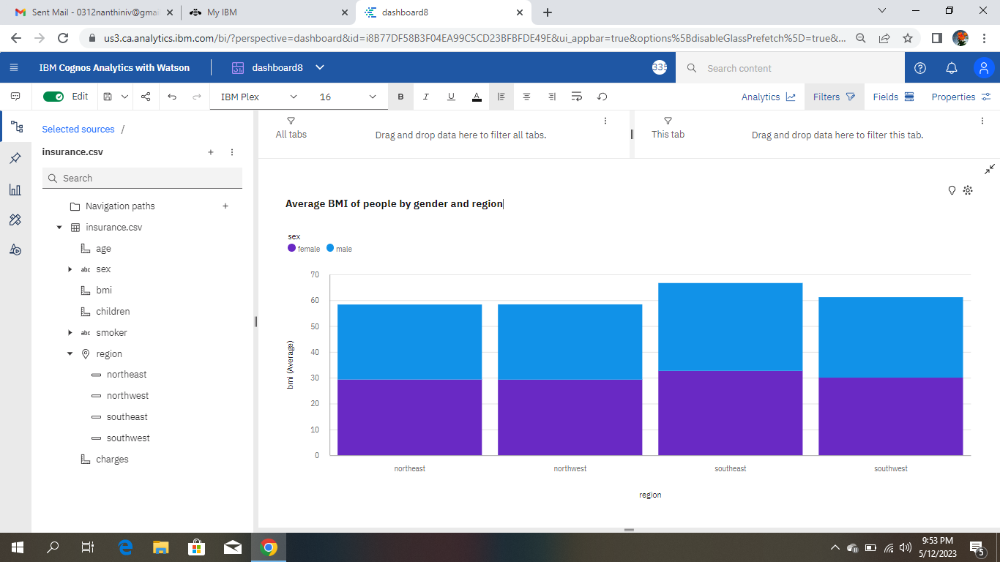 Sent Mail - 0312nanthiniv@gmai
My IBM
dashboard8
us3.ca.analytics.ibm.com/bi/?perspective=dashboard&id=i8B77DF58B3F04EA99C5CD23BFBFDE49E&ui_appbar=true&options%5BdisableGlassPrefetch%5D=true&...
IBM Cognos Analytics with Watson
dashboard8
335
Search content
Edit
IBM Plex
16
B
I
U
A
Analytics
Filters
Fields
Properties
Selected sources /
insurance.csv
Search
Navigation paths
insurance.csv
age
abc sex
bmi
children
abc smoker
region
northeast
northwest
southeast
southwest
charges
All tabs
Drag and drop data here to filter all tabs.
This tab
Drag and drop data here to filter this tab.
Average BMI of people by gender and region
sex
female male
70
60
50
40
30
20
10
0
bmi (Average)
northeast
northwest
southeast
southwest
region
9:53 PM
5/12/2023
5